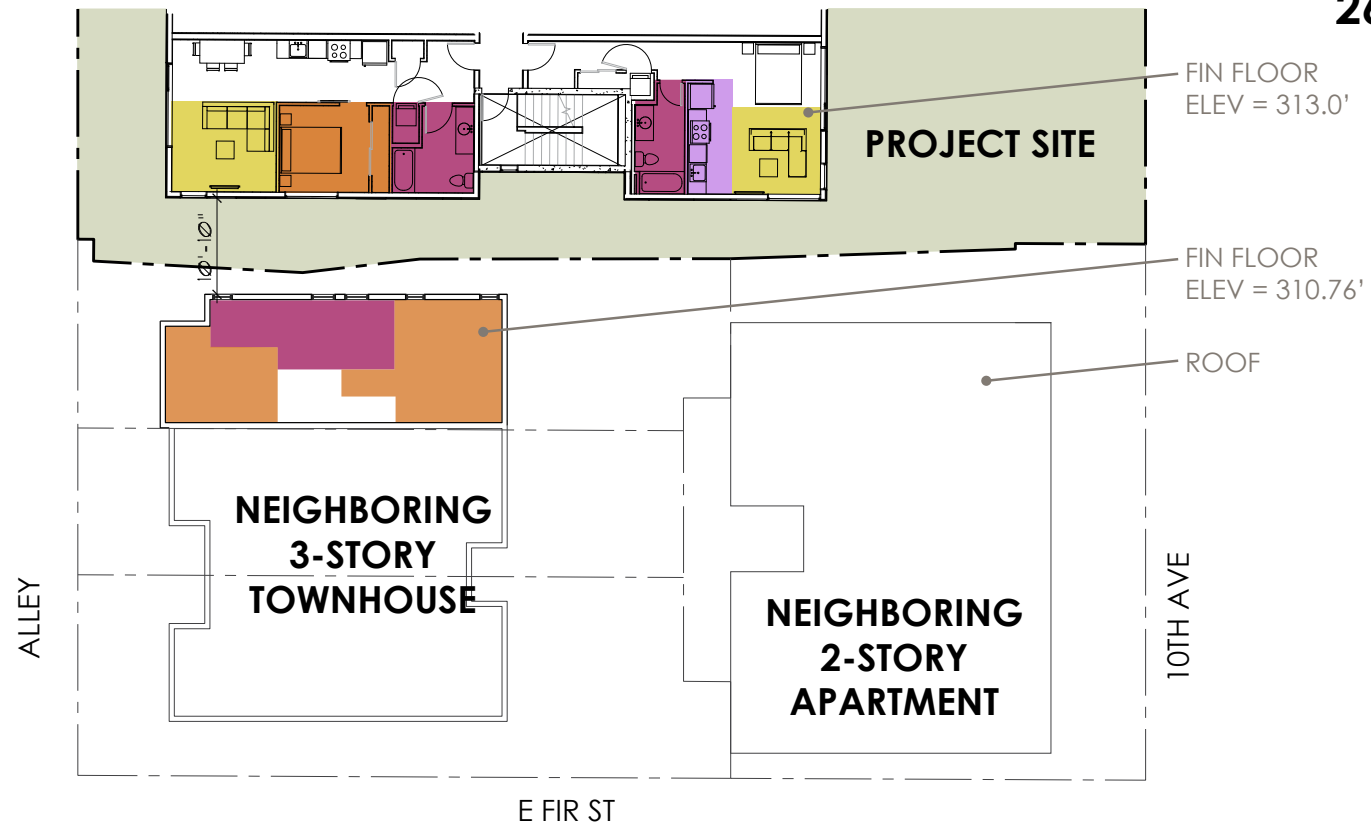 26
FIN FLOOR
ELEV = 313.0'
PROJECT SITE
10'-10"
FIN FLOOR
ELEV = 310.76'
ROOF
NEIGHBORING
3-STORY
TOWNHOUSE
NEIGHBORING
2-STORY
APARTMENT
ALLEY
10TH AVE
E FIR ST